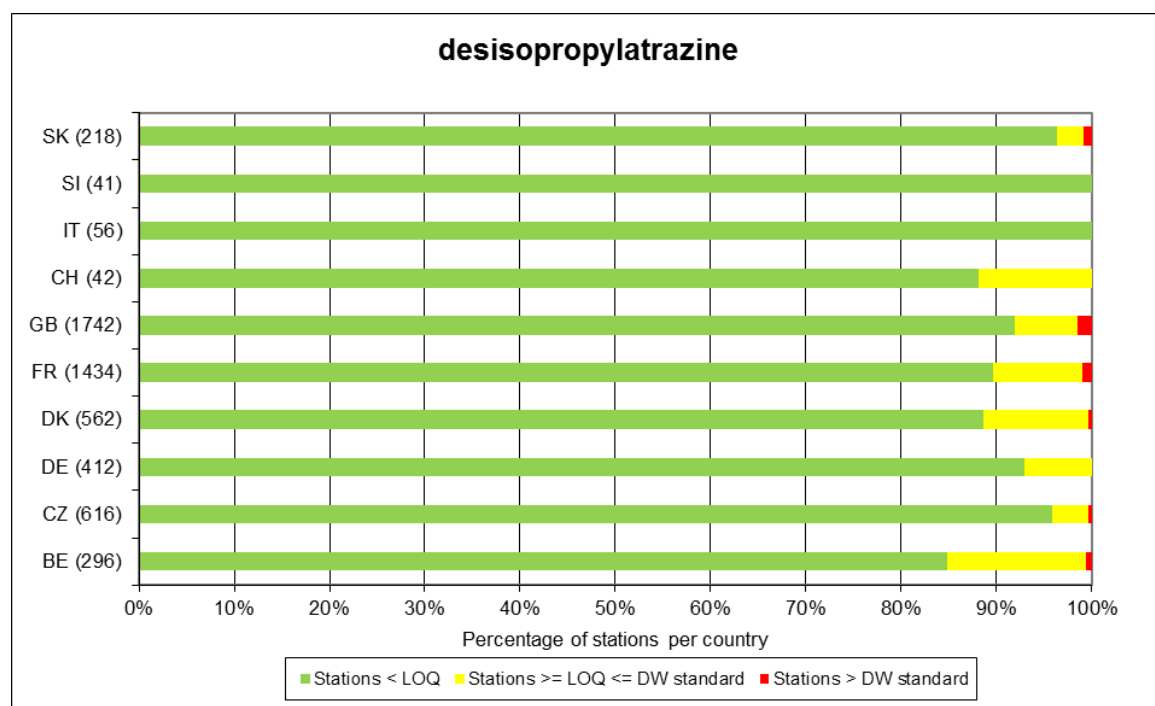 desisopropylatrazine
SK (218)
SI (41)
IT (56)
CH (42)
GB (1742)
FR (1434)
DK (562)
DE (412)
CZ (616)
BE (296)
0% 10% 20% 30% 40% 50% 60% 70% 80% 90% 100%
Percentage of stations per country
Stations < LOQ Stations >= LOQ <= DW standard Stations > DW standard